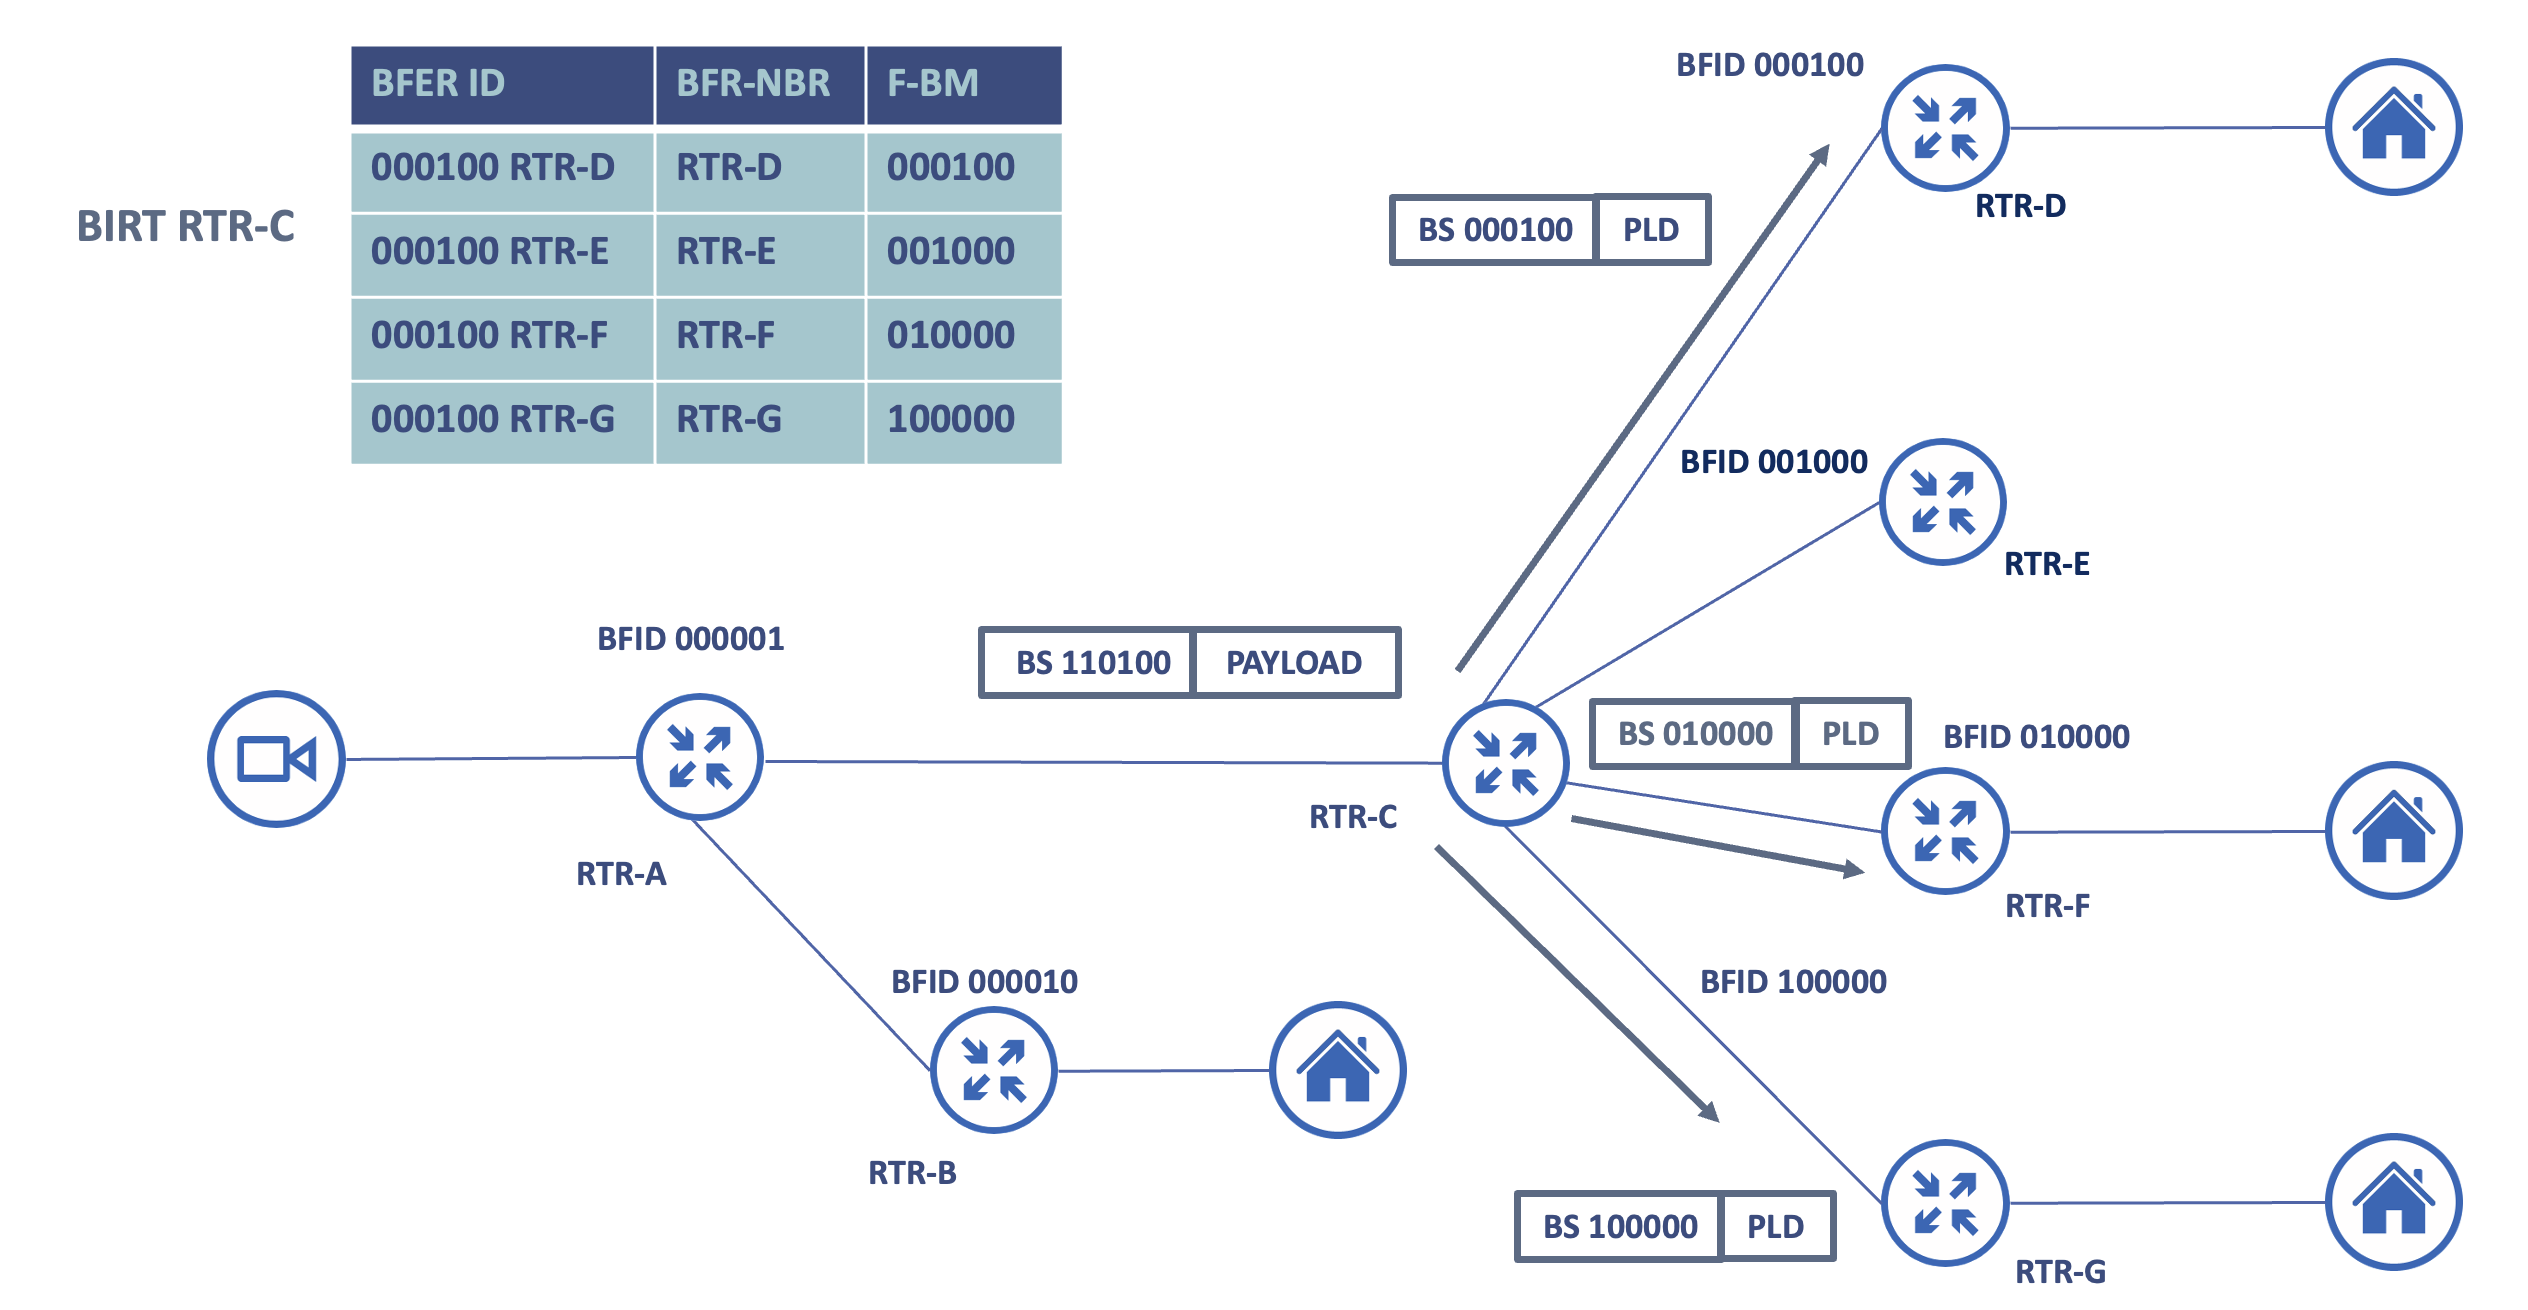 BIRT RTR-C
BFER ID BFR-NBR F-BM
000100 RTR-D RTR-D 000100
000100 RTR-E RTR-E 001000
000100 RTR-F RTR-F 010000
000100 RTR-G RTR-G 100000
BFID 000100
RTR-D
BS 000100 PLD
BFID 001000
RTR-E
BFID 000001
BS 110100 PAYLOAD
BS 010000 PLD
BFID 010000
RTR-C
RTR-A
RTR-F
BFID 000010
BFID 100000
RTR-B
BS 100000 PLD
RTR-G